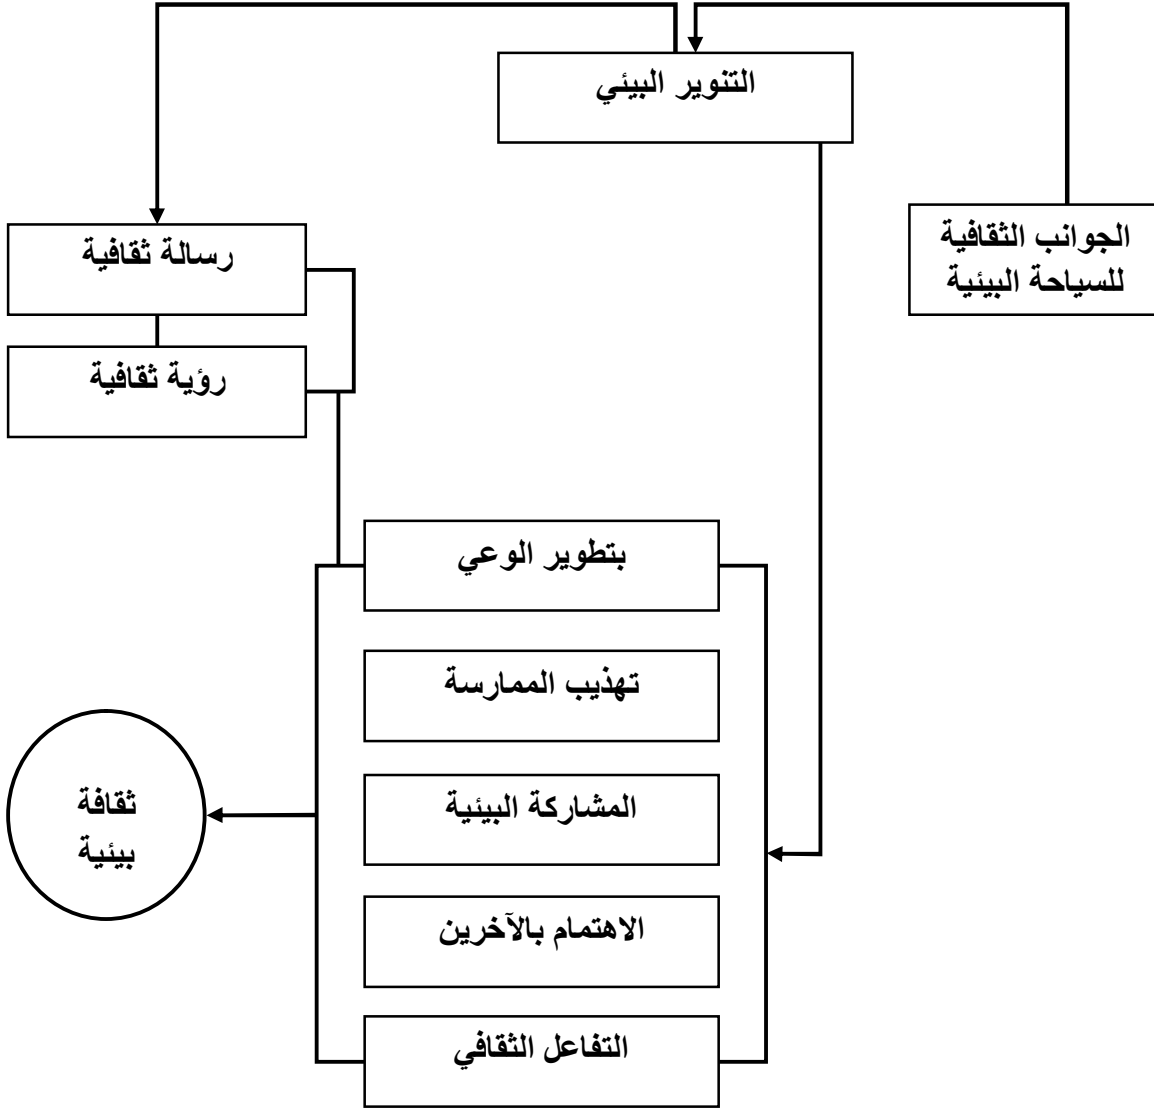 التنوير البيئي
الجوانب الثقافية
للسياحة البيئية
رسالة ثقافية
رؤية ثقافية
بتطوير الوعي
تهذيب الممارسة
المشاركة البيئية
الاهتمام بالآخرين
التفاعل الثقافي
ثقافة
بيئية